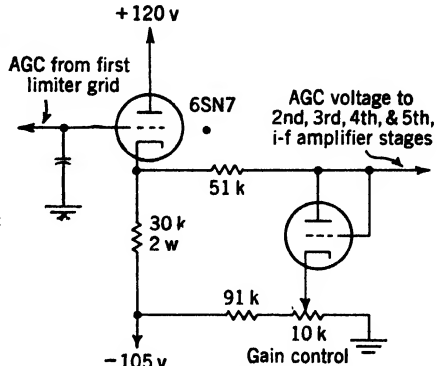 +120 v
AGC from first
limiter grid
6SN7
AGC voltage to
2nd, 3rd, 4th, & 5th,
i-f amplifier stages
51 k
30 k
2 w
91 k
10 k
-105 v
Gain control